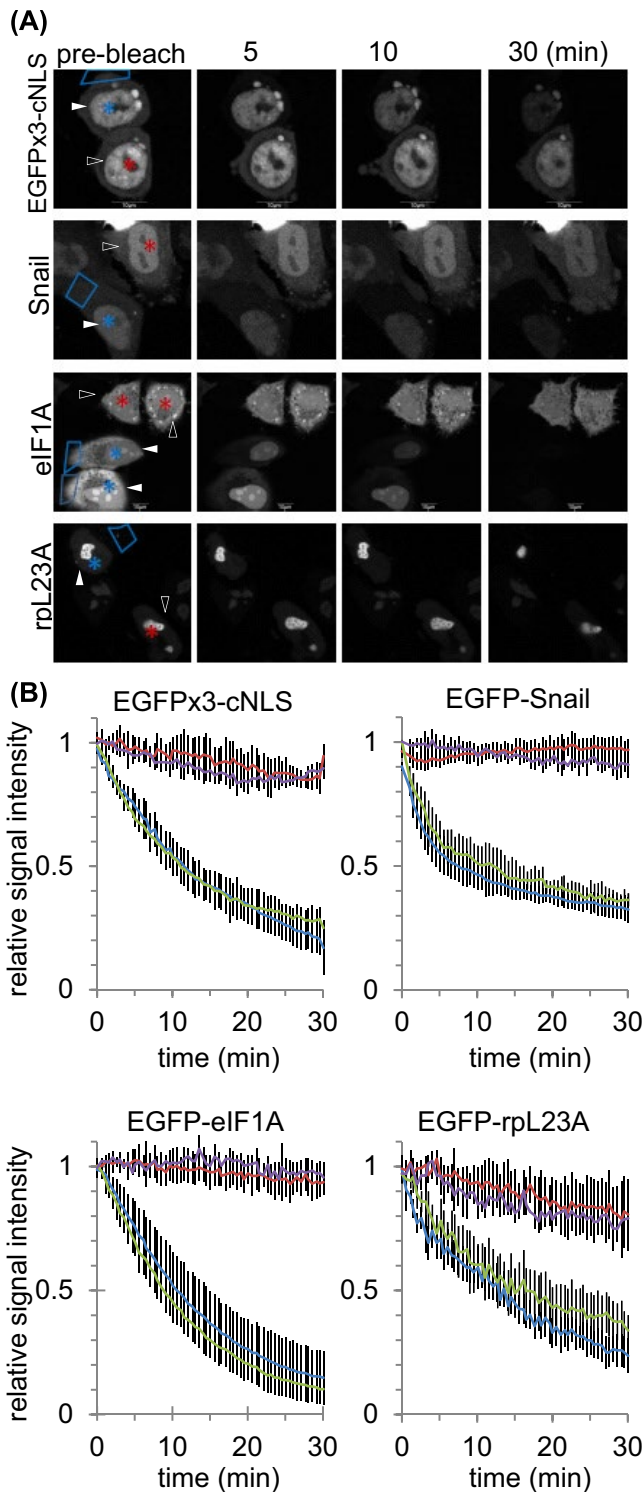 (A)
pre-bleach 5 10 30 (min)
EGFPx3-cNLS
Snail
eIF1A
rpL23A
(B)
EGFPx3-cNLS
1
0.5
0
0 10 20 30
time (min)
relative signal intensity
EGFP-Snail
1
0.5
0
0 10 20 30
time (min)
EGFP-eIF1A
1
0.5
0
0 10 20 30
time (min)
relative signal intensity
EGFP-rpL23A
1
0.5
0
0 10 20 30
time (min)